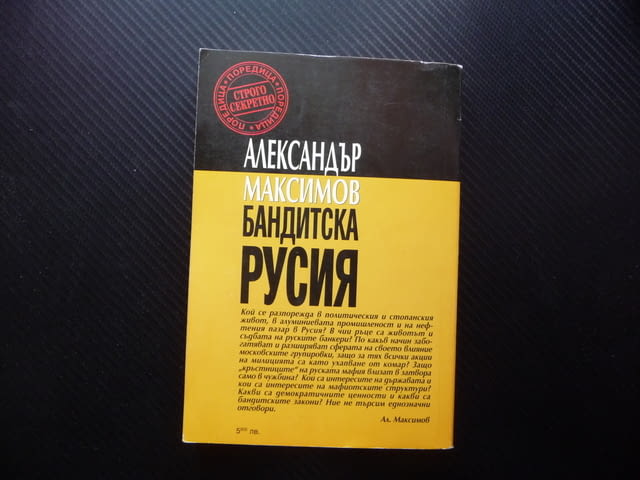 ПОРЕДИЦА * ПОРЕДИЦА * ПОРЕДИЦА *
СТРОГО
СЕКРЕТНО
АЛЕКСАНДЪР
МАКСИМОВ
БАНДИТСКА
РУСИЯ
Кой се разпорежда в политическия и стопанския
живот, в алуминиевата промишленост и на неф-
тения пазар в Русия? В чии ръце са животът и
съдбата на руските банкери? По какъв начин забо-
гатяват и разширяват сферата на своето влияние
московските групировки, защо за тях всички акции
на милицията са като ухапване от комар? Защо
„кръстниците" на руската мафия влизат в затвора
само в чужбина? Кои са интересите на държавата и
кои са интересите на мафиотските структури?
Какви са демократичните ценности и какви са
бандитските закони? Ние не търсим еднозначни
отговори.
Ал. Максимов
5⁰⁰⁰ лв.